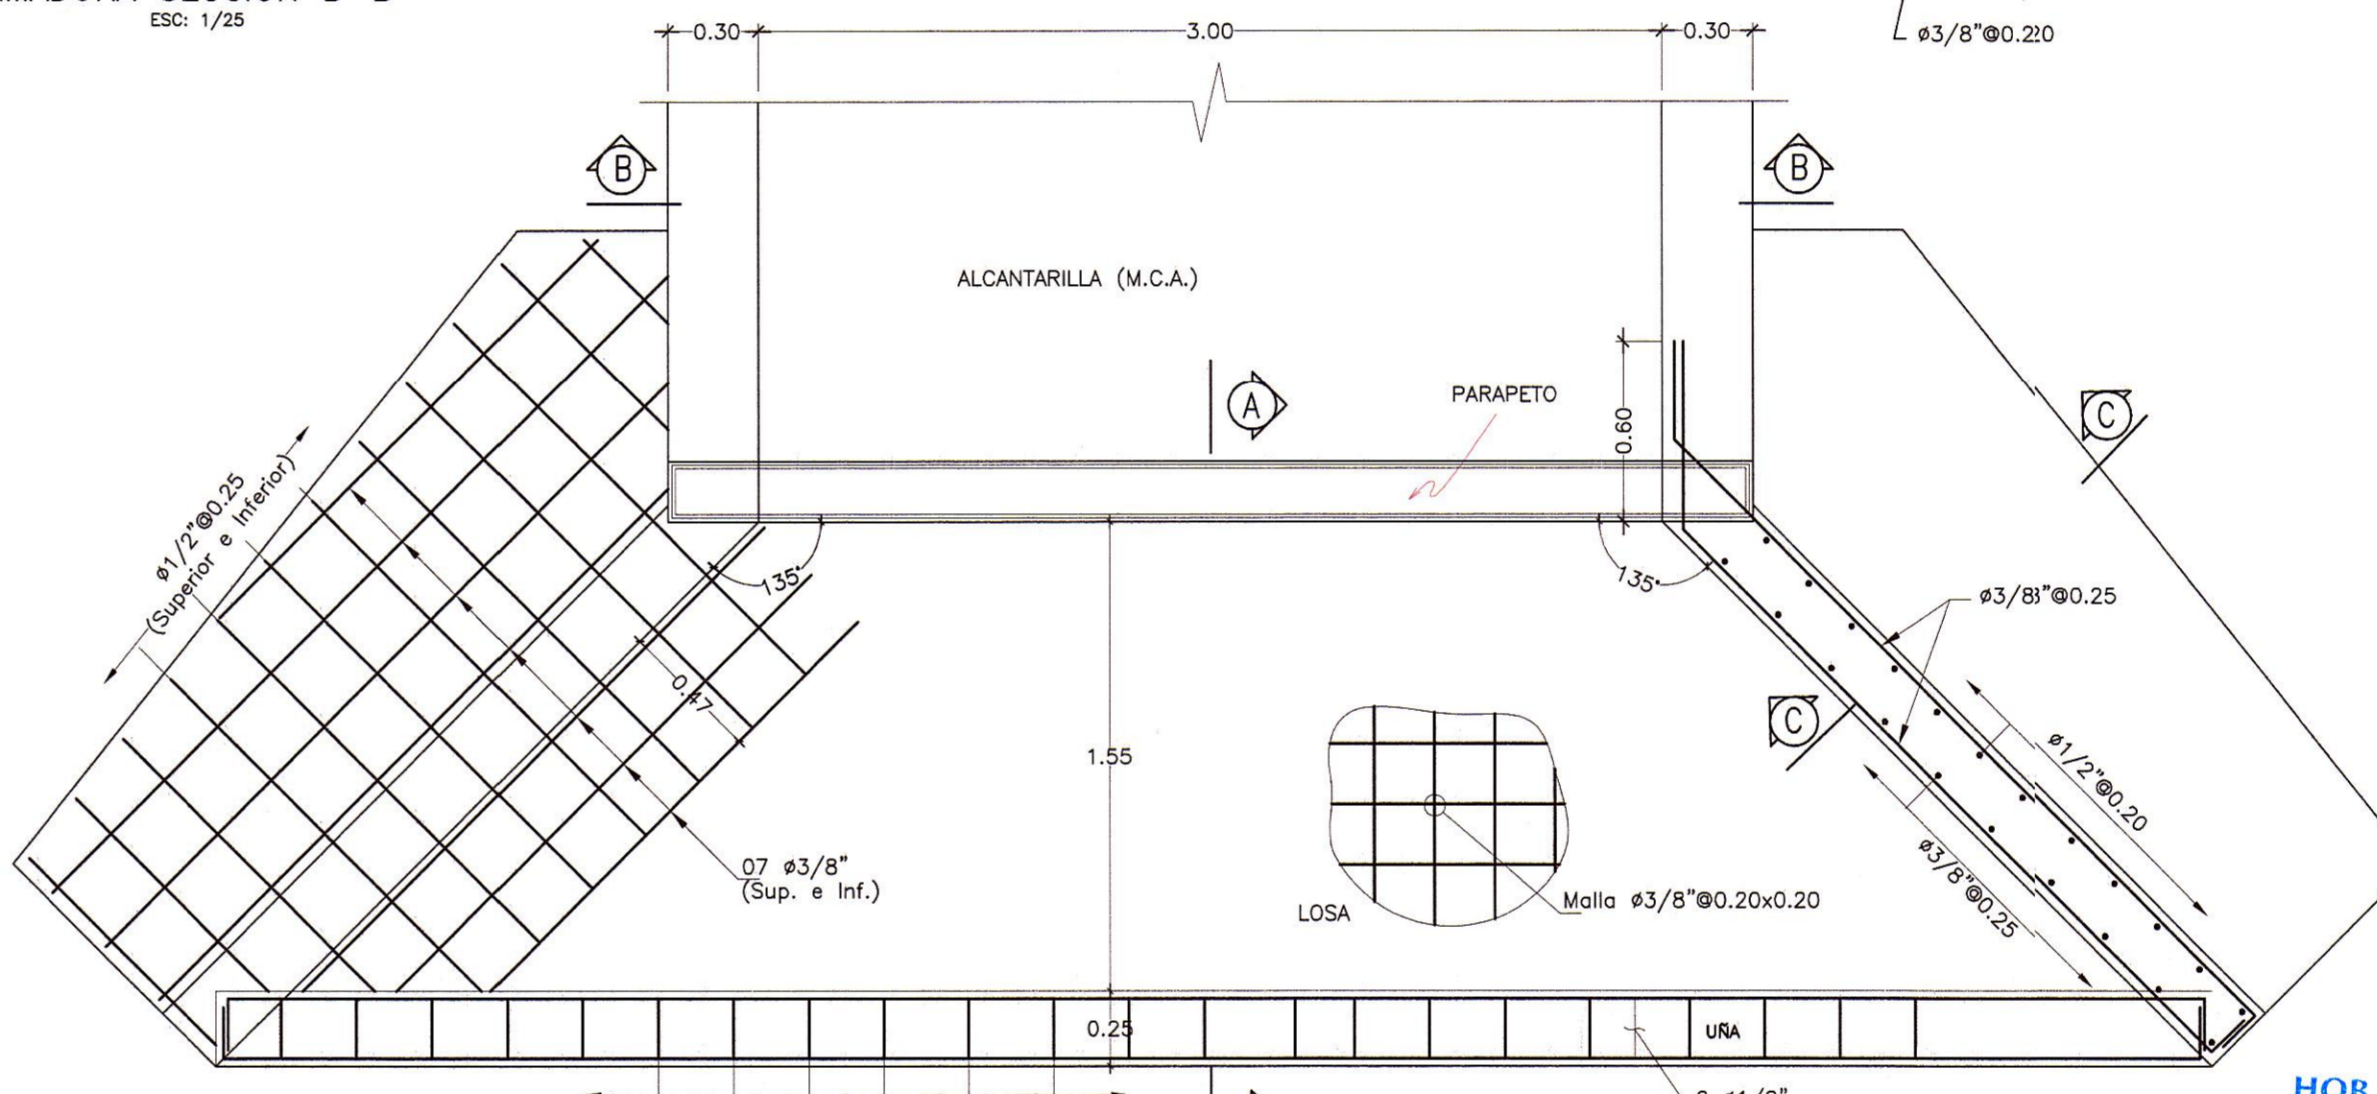 ESC: 1/25
0.30
3.00
0.30
ø3/8"@0.20
B
B
ALCANTARILLA (M.C.A.)
A
PARAPETO
0.60
C
ø1/2"@0.25
(Superior e Inferior)
135°
135°
ø3/8"@0.25
0.47
C
1.55
ø1/2"@0.20
ø3/8"@0.25
07 ø3/8"
(Sup. e Inf.)
LOSA
Malla ø3/8"@0.20x0.20
0.25
UÑA
HOR